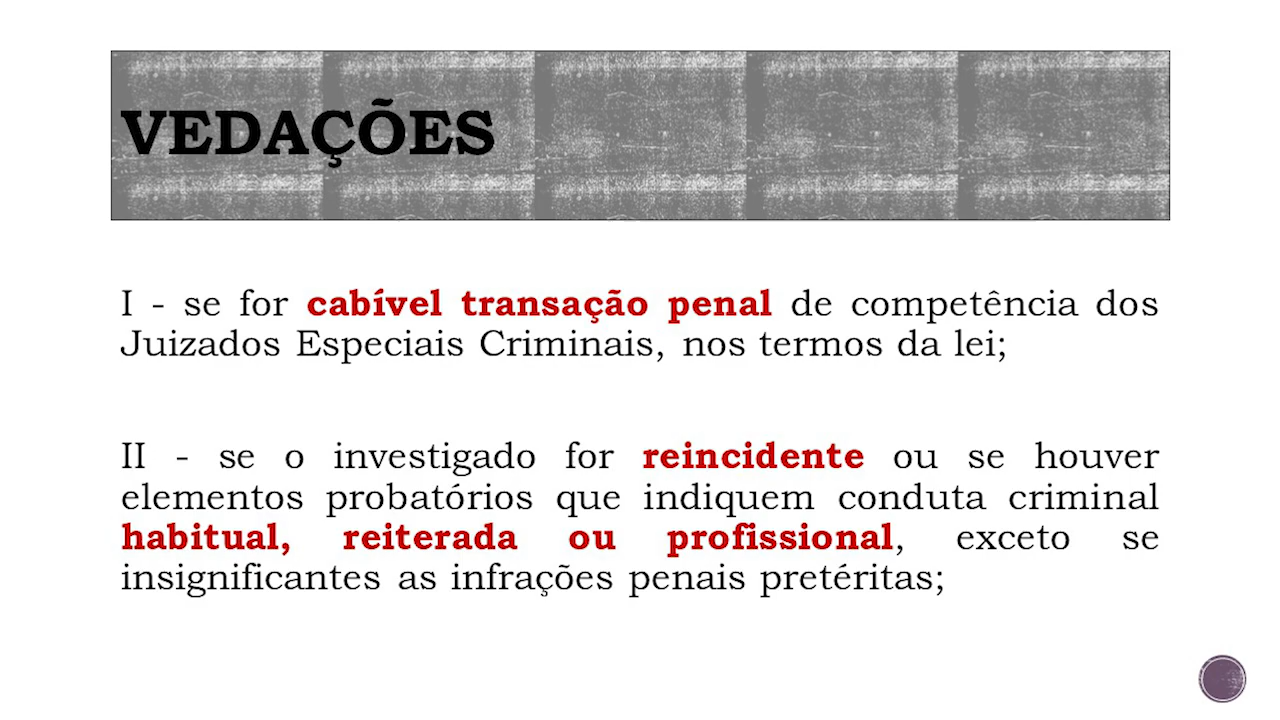 VEDAÇÕES
I - se for cabível transação penal de competência dos
Juizados Especiais Criminais, nos termos da lei;
II - se o investigado for reincidente ou se houver
elementos probatórios que indiquem conduta criminal
habitual, reiterada ou profissional, exceto se
insignificantes as infrações penais pretéritas;